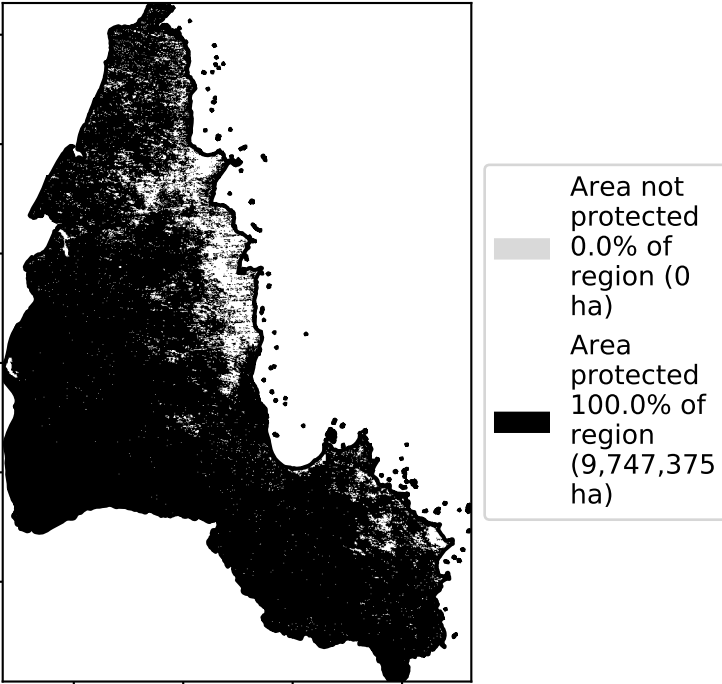 Area not
protected
0.0% of
region (0
ha)
Area
protected
100.0% of
region
(9,747,375
ha)